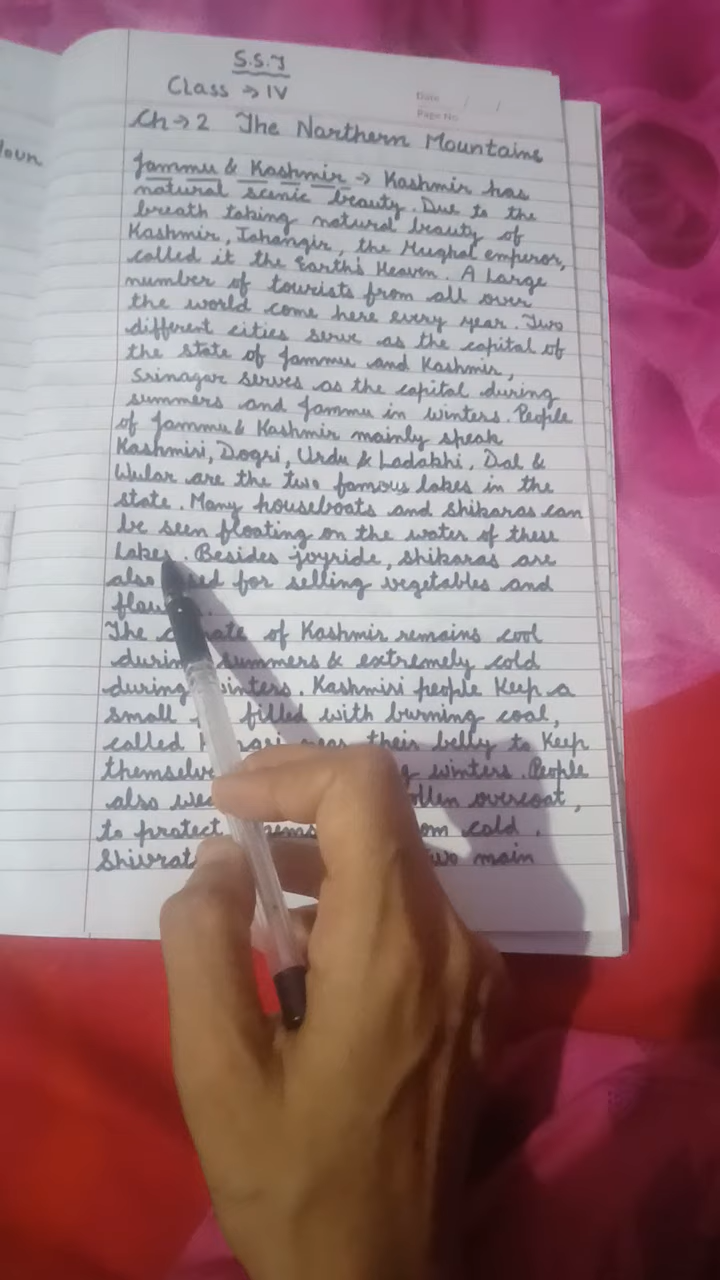 S.S.T
Class → IV
Date / /
Page No
Ch → 2 The Northern Mountains
Jammu & Kashmir → Kashmir has
natural scenic beauty. Due to the
breath taking natural beauty of
Kashmir, Jahangir, the Mughal emperor,
called it the Earth's Heaven. A Large
number of tourists from all over
the world come here every year. Two
different cities serve as the capital of
the state of Jammu and Kashmir,
Srinagar serves as the capital during
summers and Jammu in winters. People
of Jammu & Kashmir mainly speak
Kashmiri, Dogri, Urdu & Ladakhi, Dal &
Wular are the two famous lakes in the
state. Many houseboats and Shikaras can
be seen floating on the water of these
Lakes. Besides joyride, shikaras are
also for selling vegetables and
The of Kashmir remains cool
during summers & extremely cold
during winters. Kashmiri people Keep a
small filled with burning coal,
called near their belly to Keep
winters. People
also overcoat,
to protect cold.
main